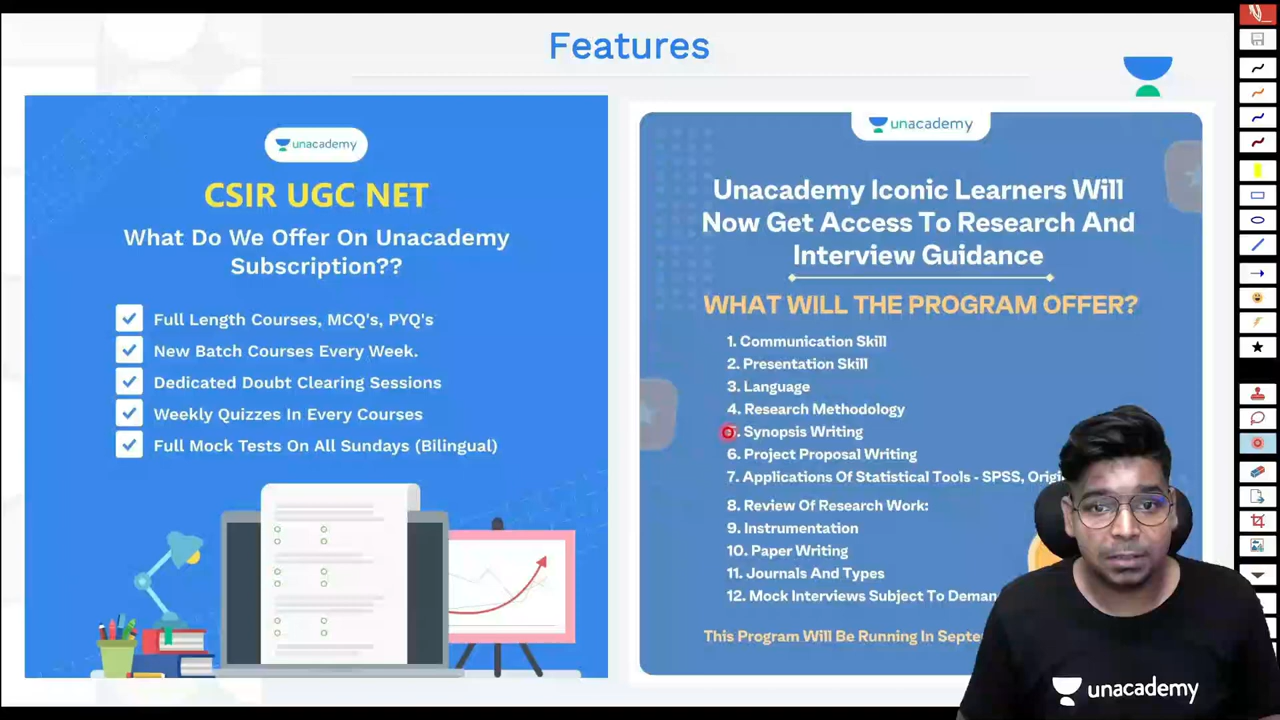 Features
unacademy
CSIR UGC NET
What Do We Offer On Unacademy
Subscription??
Full Length Courses, MCQ's, PYQ's
New Batch Courses Every Week.
Dedicated Doubt Clearing Sessions
Weekly Quizzes In Every Courses
Full Mock Tests On All Sundays (Bilingual)
unacademy
Unacademy Iconic Learners Will
Now Get Access To Research And
Interview Guidance
WHAT WILL THE PROGRAM OFFER?
1. Communication Skill
2. Presentation Skill
3. Language
4. Research Methodology
5. Synopsis Writing
6. Project Proposal Writing
7. Applications Of Statistical Tools - SPSS,
8. Review Of Research Work:
9. Instrumentation
10. Paper Writing
11. Journals And Types
12. Mock Interviews Subject To
This Program Will Be Running In
unacademy